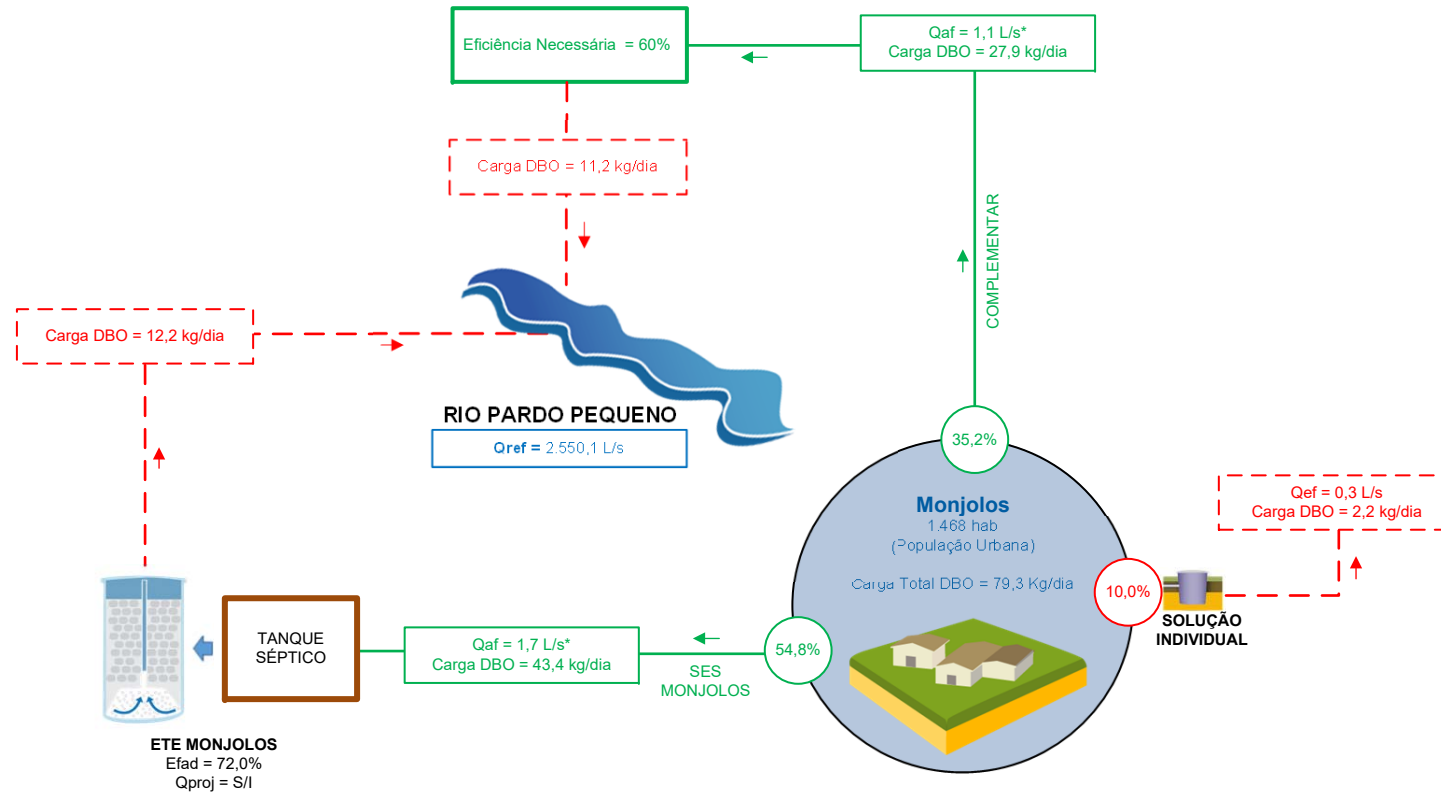 Eficiência Necessária = 60%
Qaf = 1,1 L/s*
Carga DBO = 27,9 kg/dia
Carga DBO = 11,2 kg/dia
COMPLEMENTAR
Carga DBO = 12,2 kg/dia
RIO PARDO PEQUENO
Qref = 2.550,1 L/s
35,2%
Monjolos
1.468 hab
(População Urbana)
Carga Total DBO = 79,3 Kg/dia
Qef = 0,3 L/s
Carga DBO = 2,2 kg/dia
10,0%
SOLUÇÃO
INDIVIDUAL
54,8%
SES
MONJOLOS
Qaf = 1,7 L/s*
Carga DBO = 43,4 kg/dia
TANQUE
SÉPTICO
ETE MONJOLOS
Efad = 72,0%
Qproj = S/I